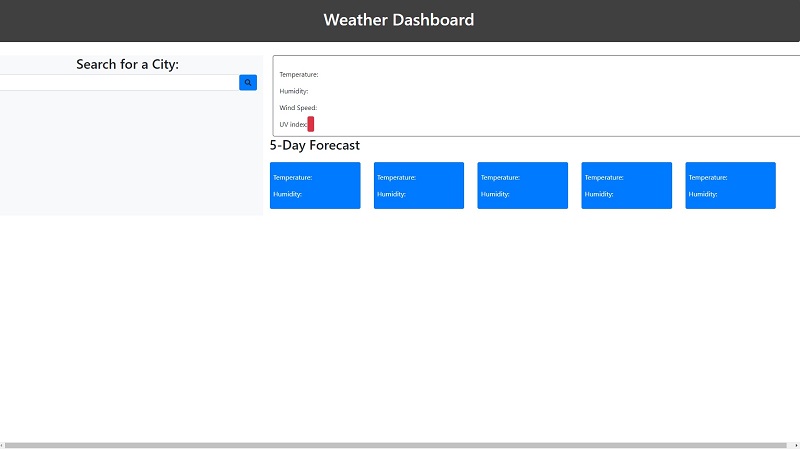 Weather Dashboard
Search for a City:
Temperature:
Humidity:
Wind Speed:
UV index:
5-Day Forecast
Temperature:
Humidity:
Temperature:
Humidity:
Temperature:
Humidity:
Temperature:
Humidity:
Temperature:
Humidity: